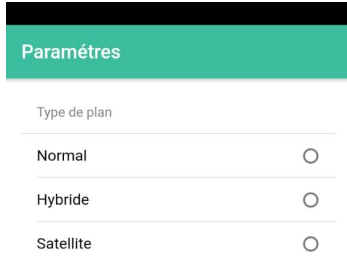 Paramétres
Type de plan
Normal
Hybride
Satellite